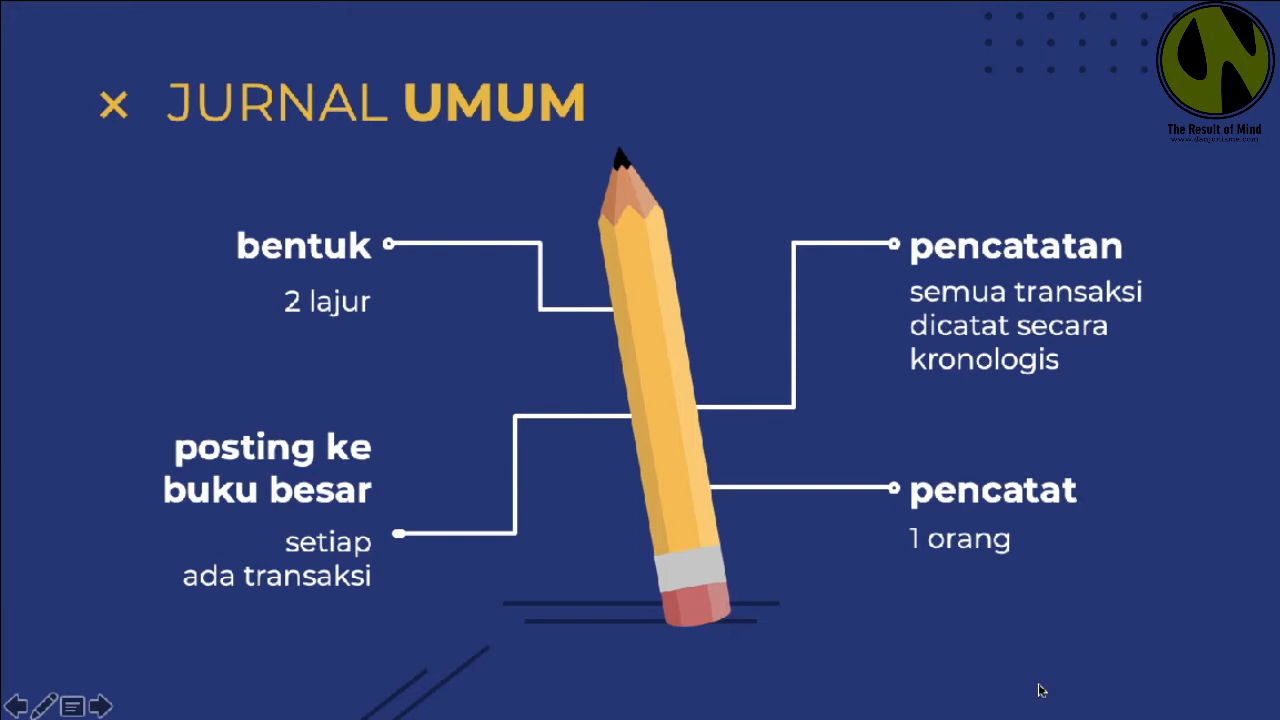 JURNAL UMUM
The Result of Mind
bentuk
2 lajur
pencatatan
semua transaksi
dicatat secara
kronologis
posting ke
buku besar
setiap
ada transaksi
pencatat
1 orang